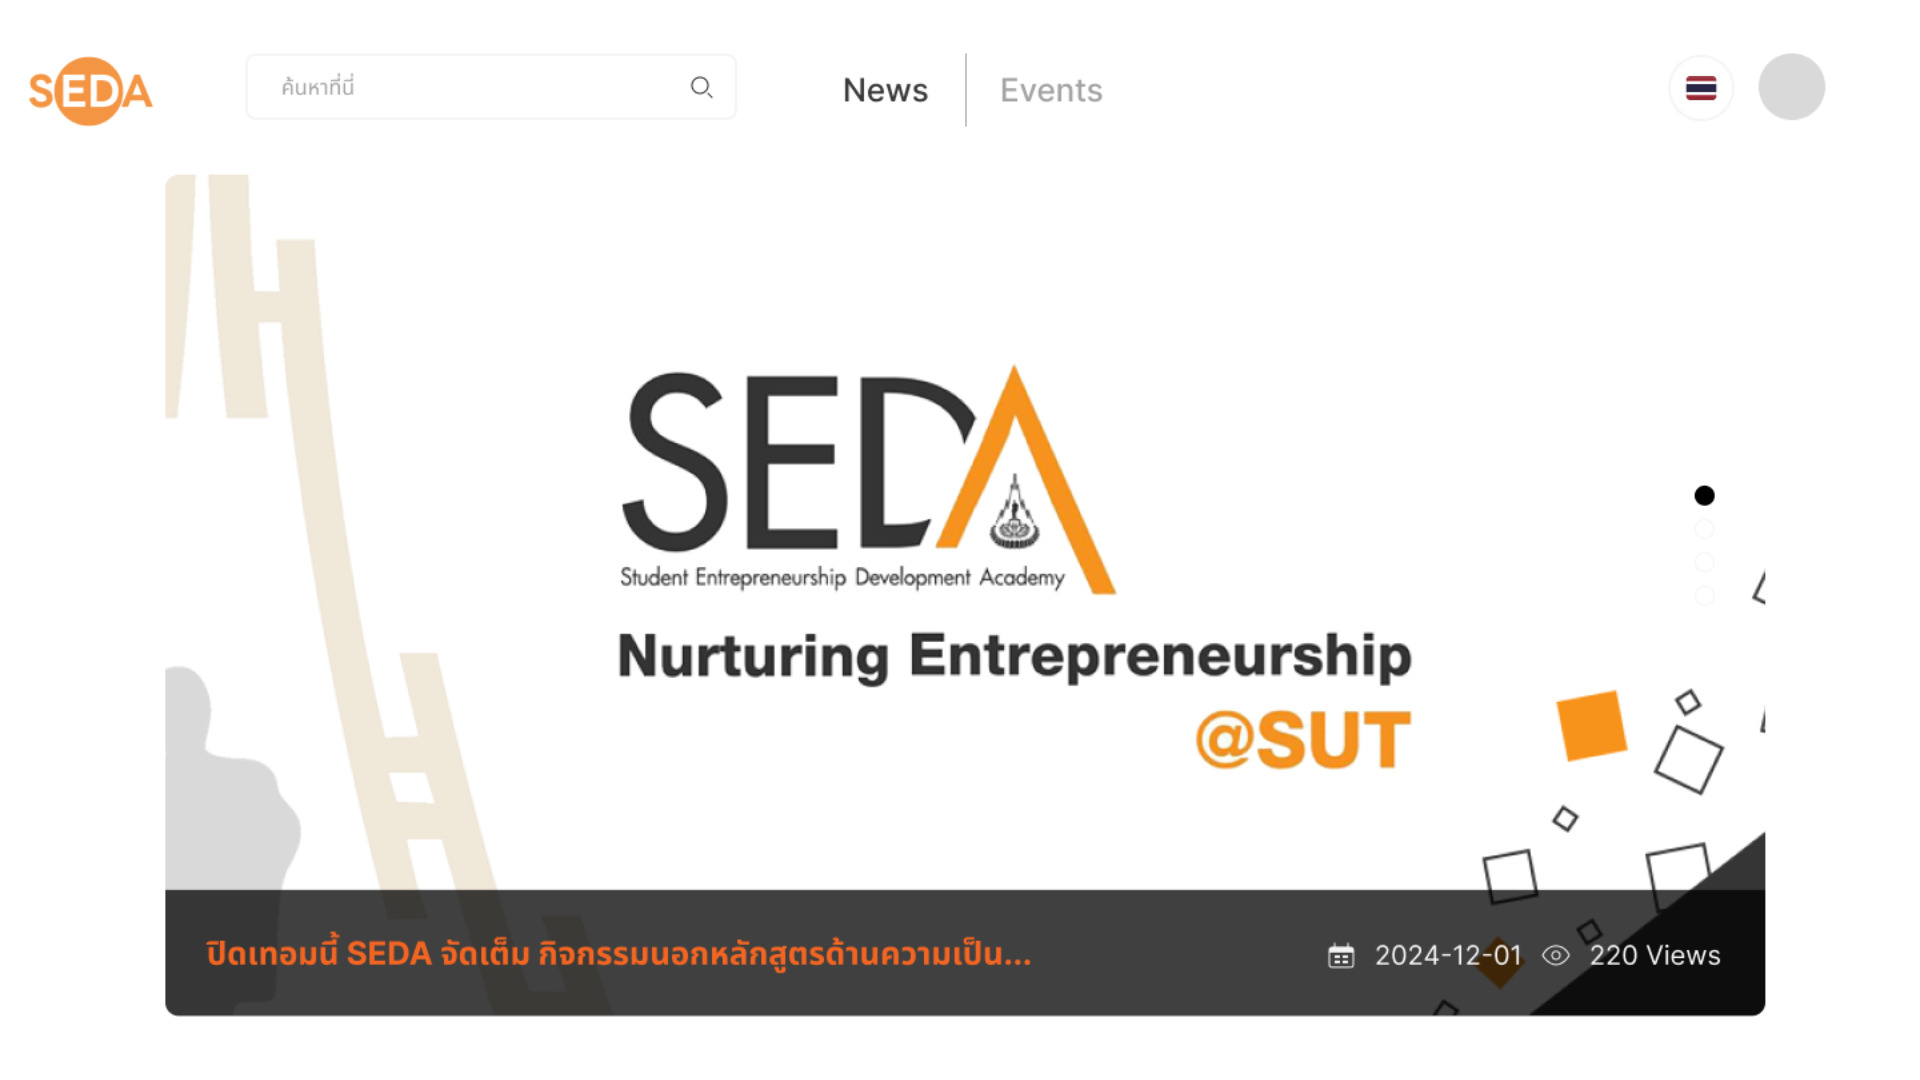 SEDA
ค้นหาที่นี่
News
Events
SEDA
Student Entrepreneurship Development Academy
Nurturing Entrepreneurship
@SUT
ปิดเทอมนี้ SEDA จัดเต็ม กิจกรรมนอกหลักสูตรด้านความเป็น...
2024-12-01
220 Views